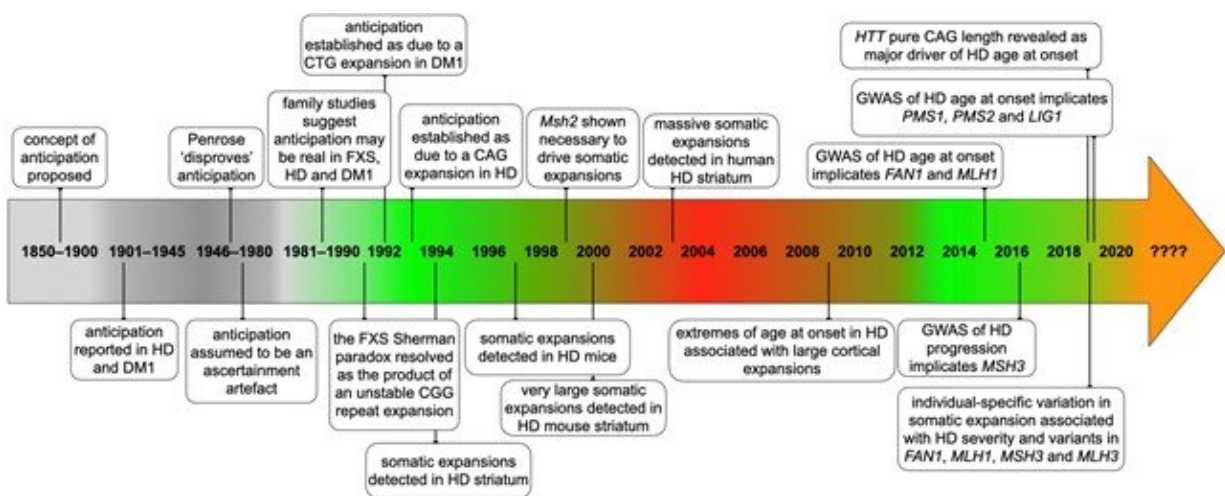 anticipation
established as due to a
CTG expansion in DM1
HTT pure CAG length revealed as
major driver of HD age at onset
concept of
anticipation
proposed
Penrose
‘disproves’
anticipation
family studies
suggest
anticipation may
be real in FXS,
HD and DM1
anticipation
established as
due to a CAG
expansion in HD
Msh2 shown
necessary to
drive somatic
expansions
massive somatic
expansions
detected in human
HD striatum
GWAS of HD age at onset
implicates FAN1 and MLH1
GWAS of HD age at onset implicates
PMS1, PMS2 and LIG1
1850–1900 1901–1945 1946–1980 1981–1990 1992 1994 1996 1998 2000 2002 2004 2006 2008 2010 2012 2014 2016 2018 2020 ????
anticipation
reported in HD
and DM1
anticipation
assumed to be an
ascertainment
artefact
the FXS Sherman
paradox resolved
as the product of
an unstable CGG
repeat expansion
somatic expansions
detected in HD striatum
somatic expansions
detected in HD mice
very large somatic
expansions detected in
HD mouse striatum
extremes of age at onset in HD
associated with large cortical
expansions
GWAS of HD
progression
implicates MSH3
individual-specific variation in
somatic expansion associated
with HD severity and variants in
FAN1, MLH1, MSH3 and MLH3